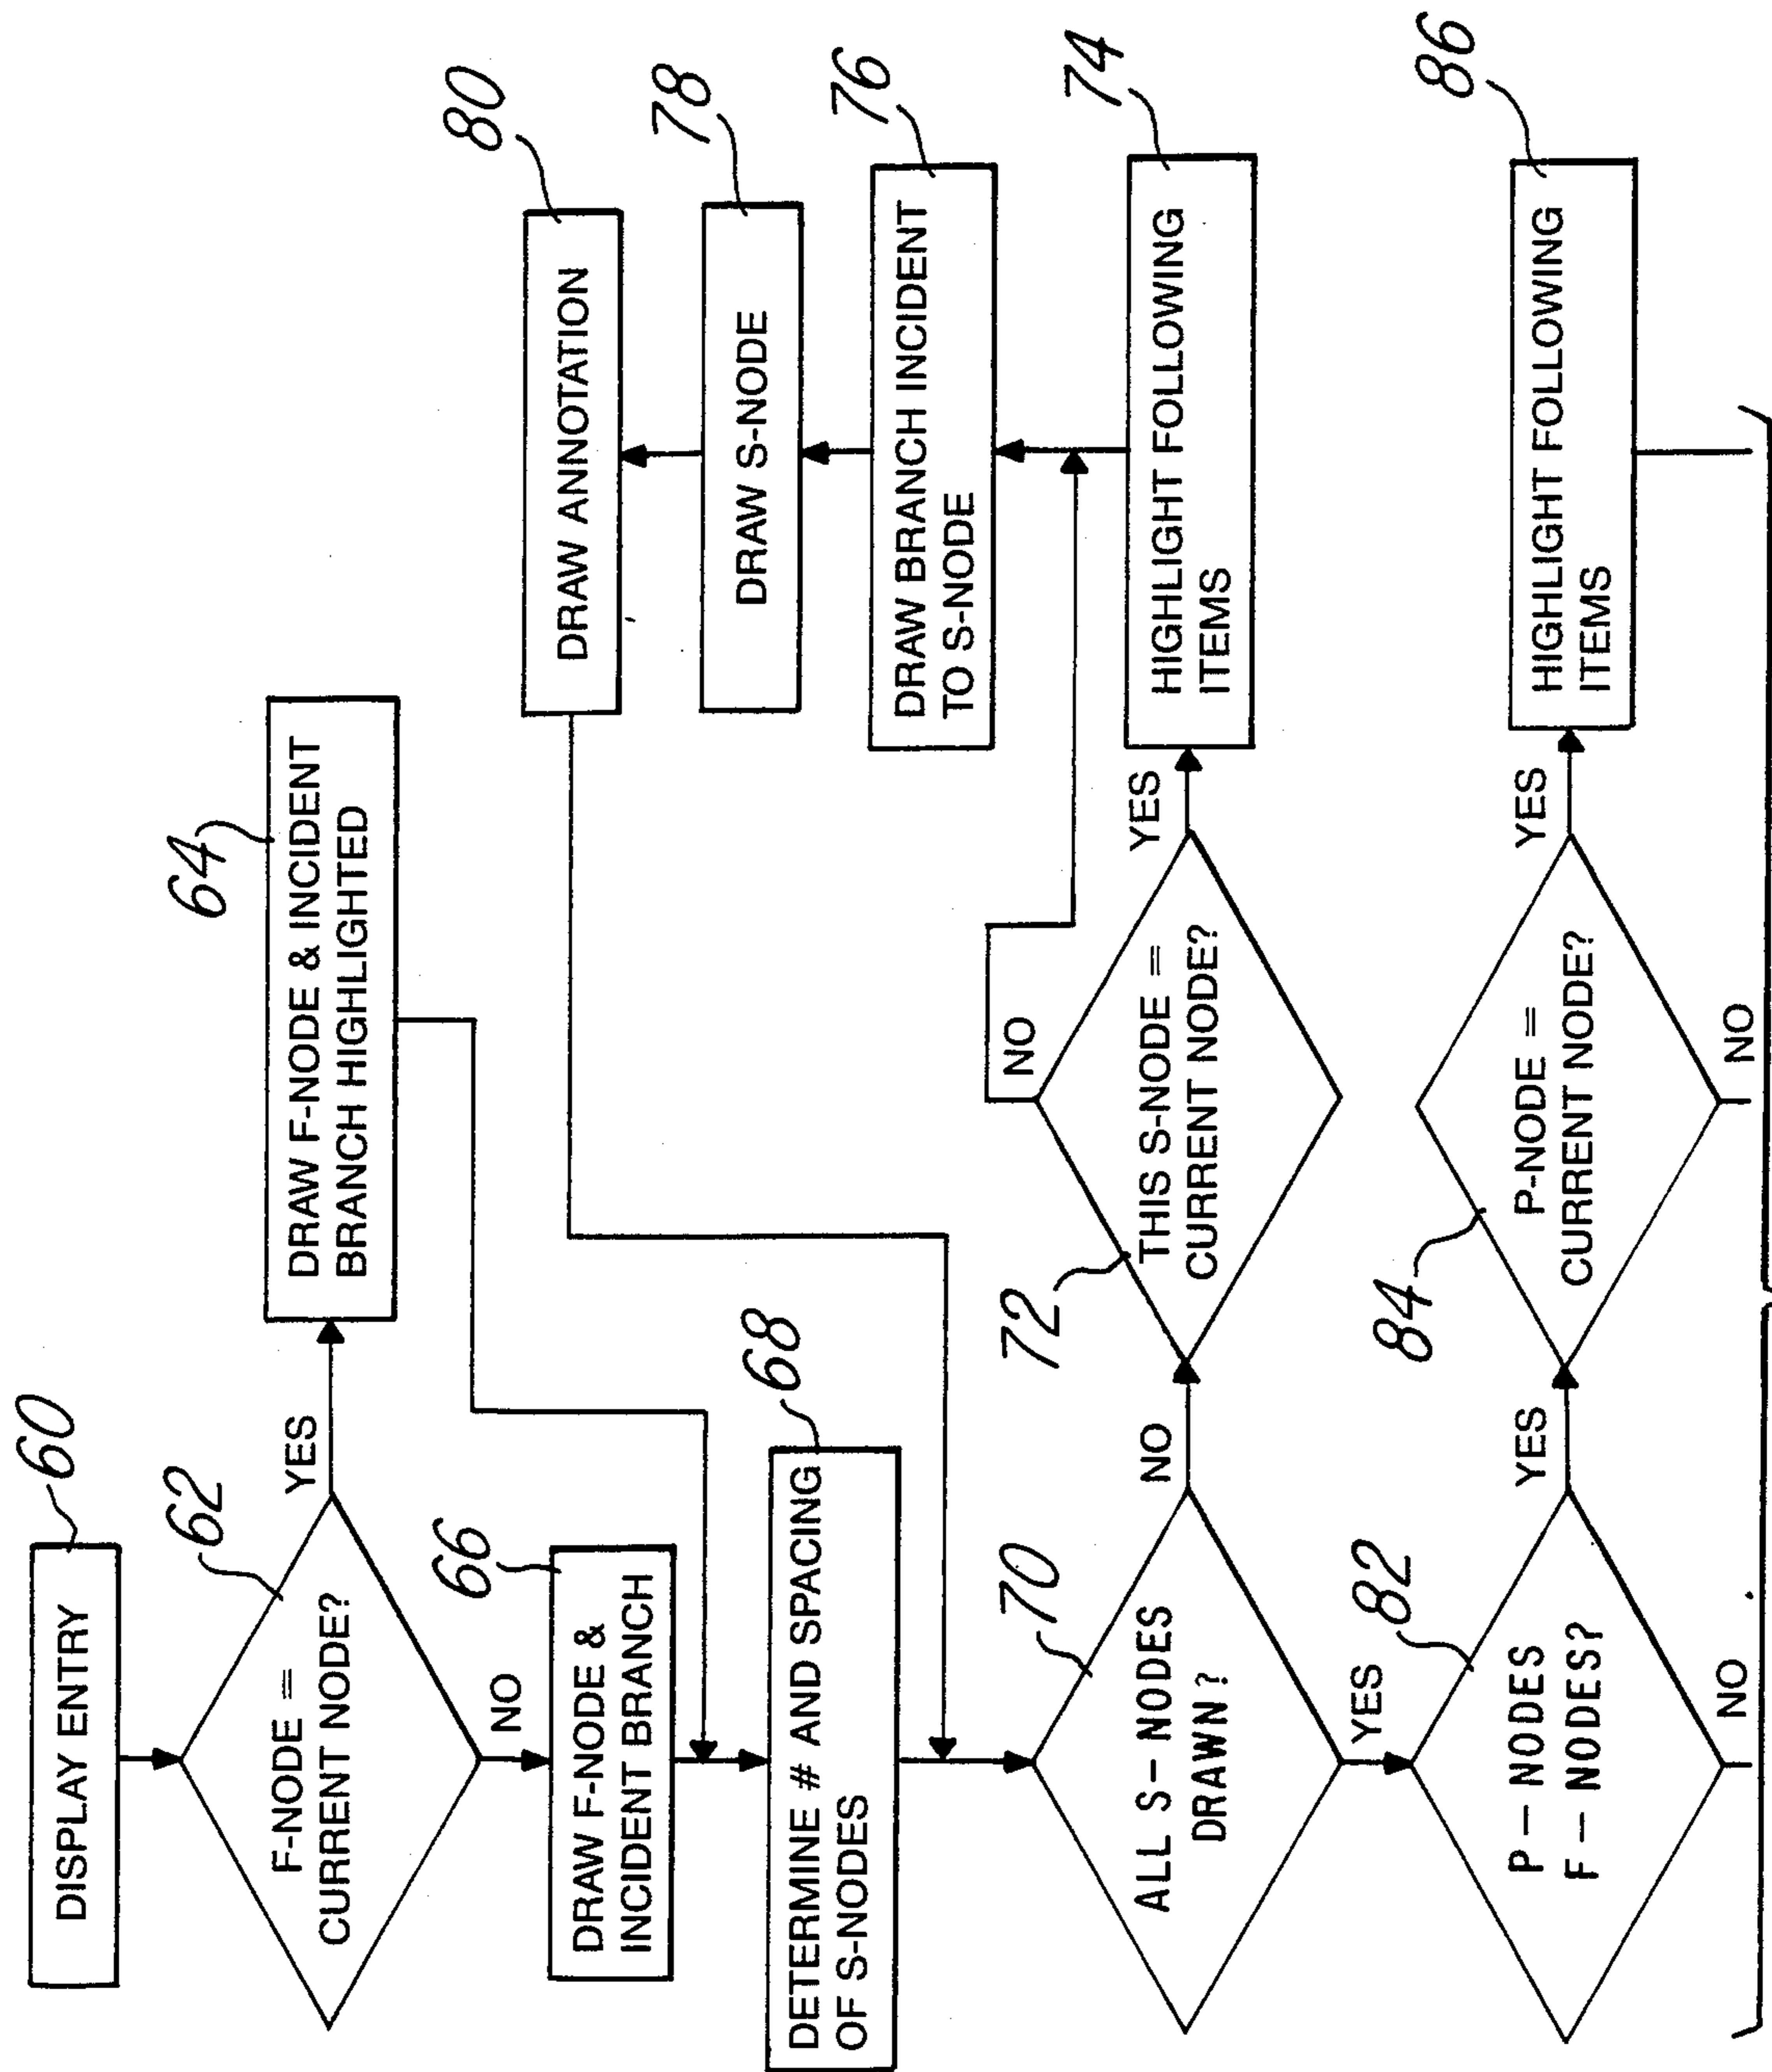 60
DISPLAY ENTRY
62
F-NODE =
CURRENT NODE?
YES
NO
64
DRAW F-NODE & INCIDENT
BRANCH HIGHLIGHTED
66
DRAW F-NODE &
INCIDENT BRANCH
68
DETERMINE # AND SPACING
OF S-NODES
70
ALL S-NODES
DRAWN?
NO
YES
72
THIS S-NODE =
CURRENT NODE?
NO
YES
74
HIGHLIGHT FOLLOWING
ITEMS
76
DRAW BRANCH INCIDENT
TO S-NODE
78
DRAW S-NODE
80
DRAW ANNOTATION
82
P-NODES
F-NODES?
YES
NO
84
P-NODE =
CURRENT NODE?
YES
NO
86
HIGHLIGHT FOLLOWING
ITEMS